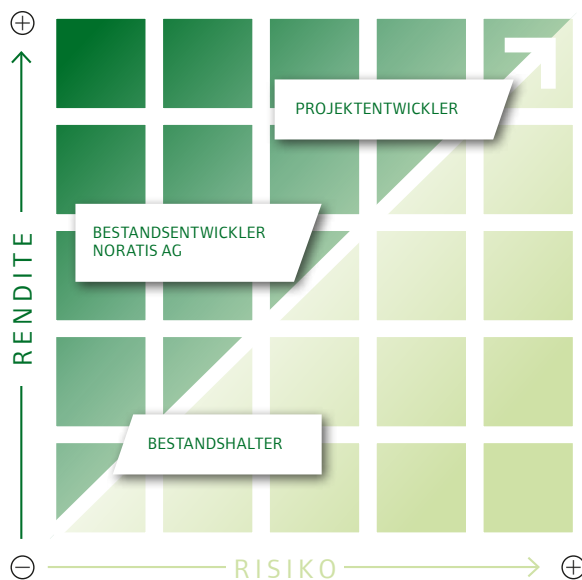 PROJEKTENTWICKLER
BESTANDSENTWICKLER
NORATIS AG
RENDITE
BESTANDSHALTER
RISIKO